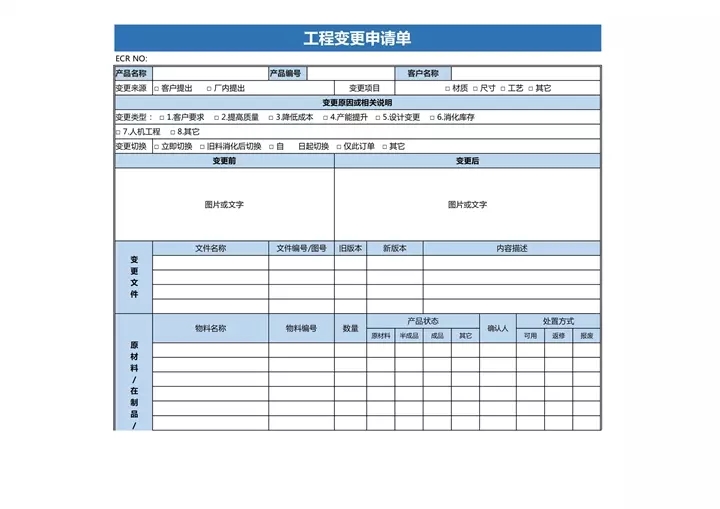 工程变更申请单
ECR NO:
产品名称 产品编号 客户名称
变更来源 □ 客户提出 □ 厂内提出 变更项目 □ 材质 □ 尺寸 □ 工艺 □ 其它
变更原因或相关说明
变更类型： □ 1.客户要求 □ 2.提高质量 □ 3.降低成本 □ 4.产能提升 □ 5.设计变更 □ 6.消化库存
□ 7.人机工程 □ 8.其它
变更切换 □ 立即切换 □ 旧料消化后切换 □ 自 日起切换 □ 仅此订单 □ 其它
变更前 变更后
图片或文字 图片或文字
变更文件
文件名称 文件编号/图号 旧版本 新版本 内容描述
原材料/在制品/
物料名称 物料编号 数量 产品状态 确认人 处置方式
原材料 半成品 成品 其它 可用 返修 报废